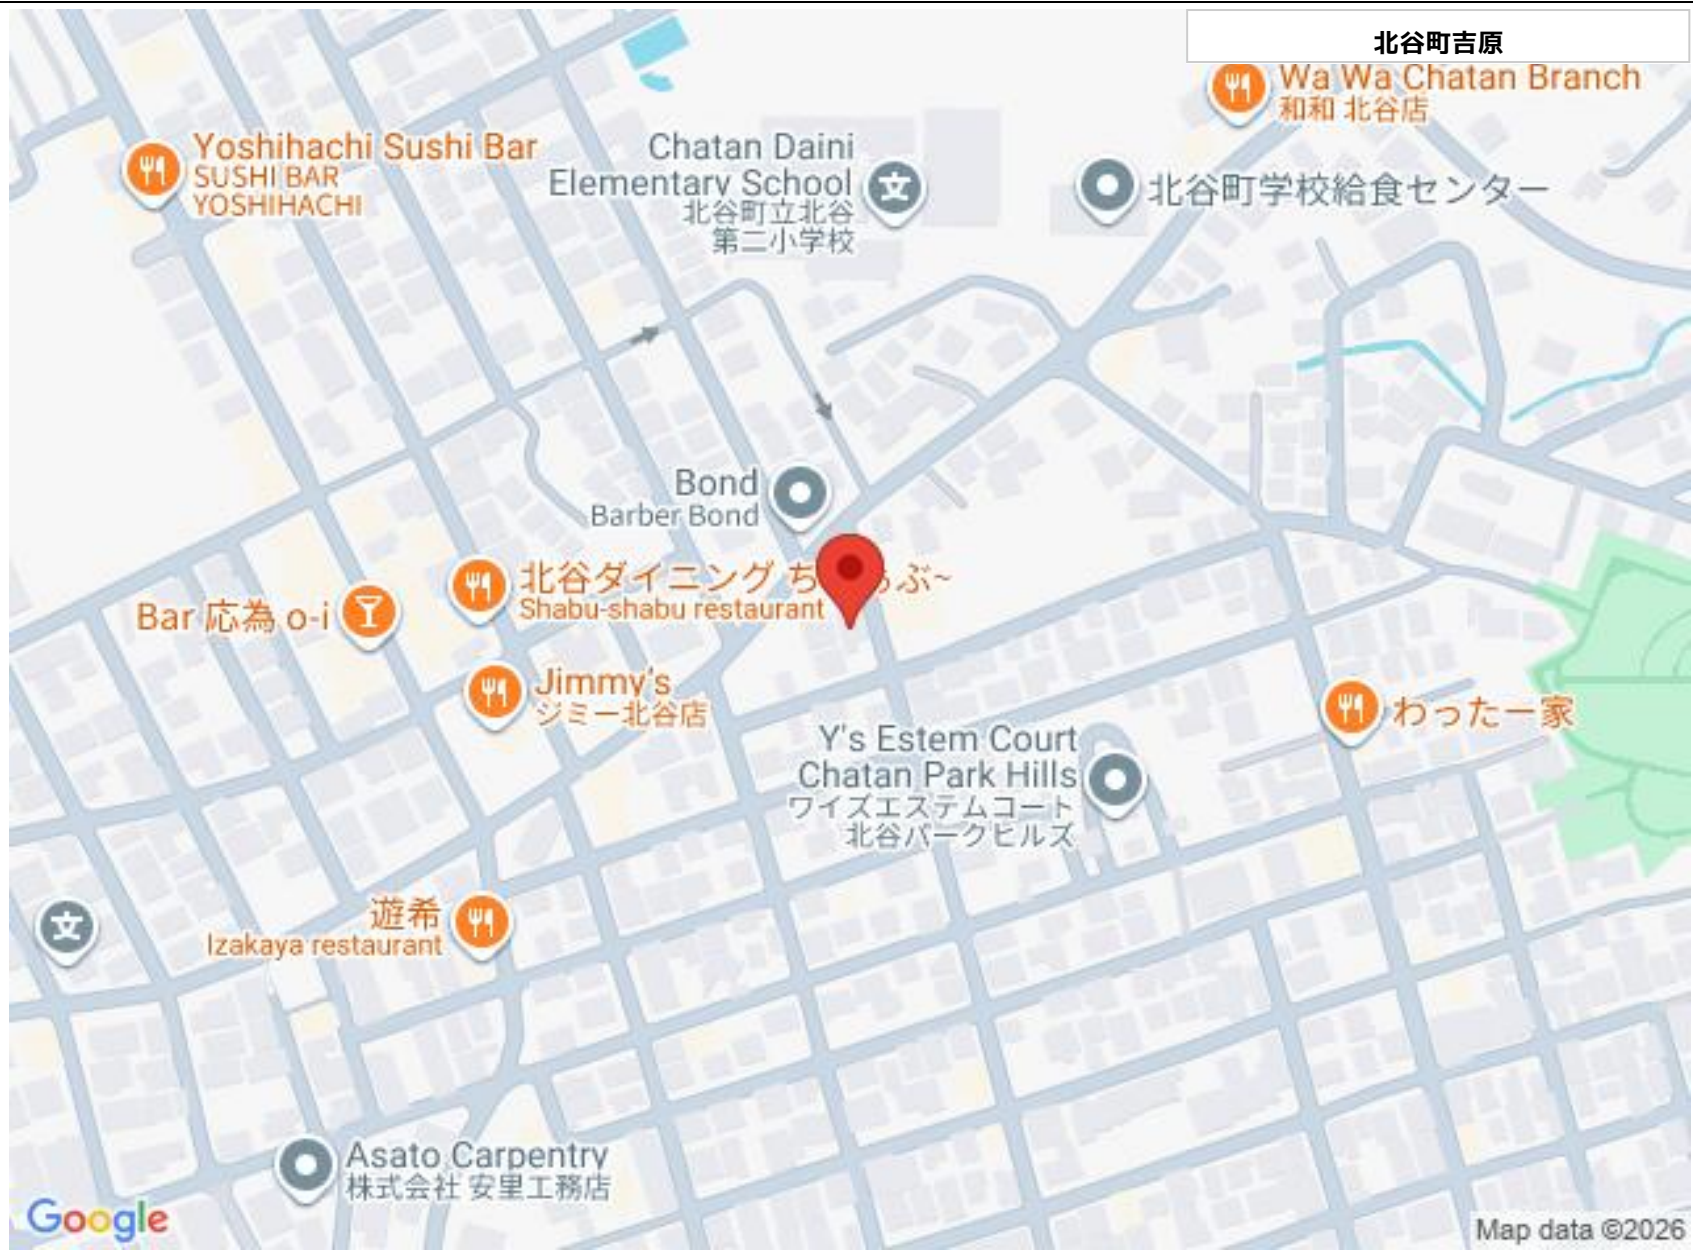 北谷町吉原
Wa Wa Chatan Branch
和和 北谷店
Yoshihachi Sushi Bar
SUSHI BAR
YOSHIHACHI
Chatan Daini
Elementary School
北谷町立北谷
第二小学校
北谷町学校給食センター
Bond
Barber Bond
北谷ダイニング ち
ぶ~
Shabu-shabu restaurant
Bar 応為 o-i
Jimmy's
ジミー北谷店
わったー家
Y's Estem Court
Chatan Park Hills
ワイズエステムコート
北谷パークヒルズ
遊希
Izakaya restaurant
Asato Carpentry
株式会社 安里工務店
Google
Map data ©2026